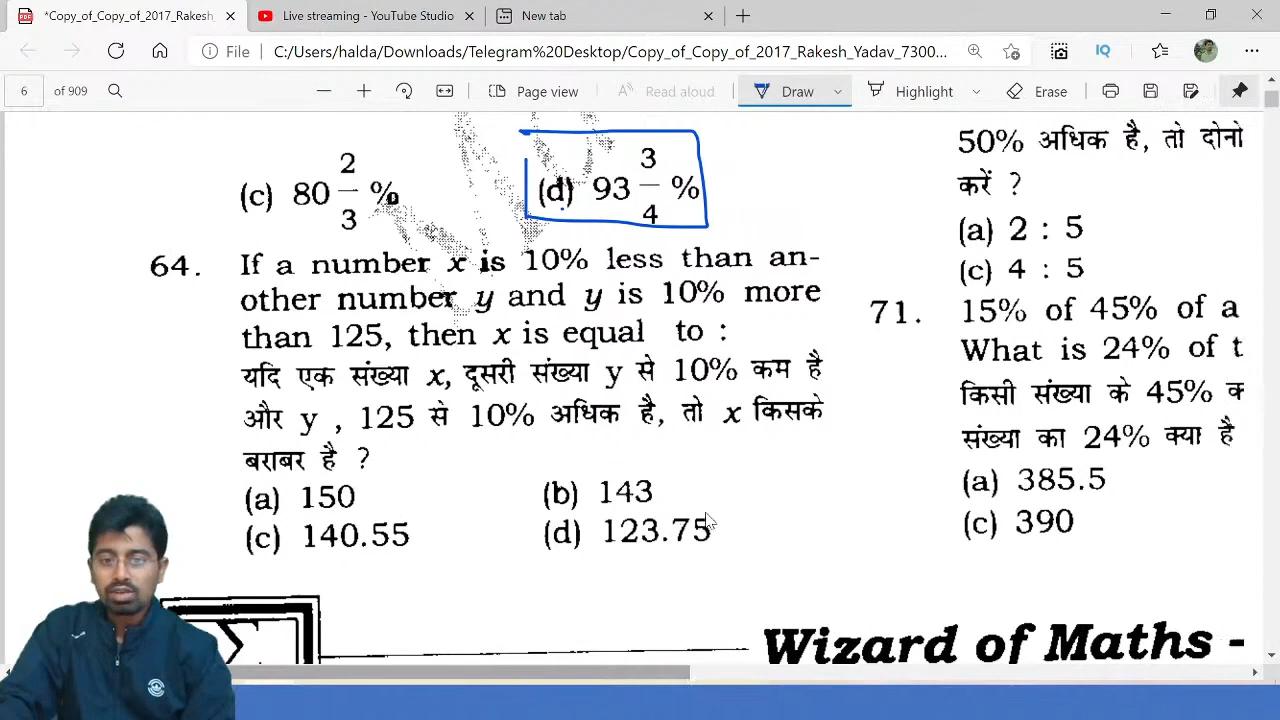 *Copy_of_Copy_of_2017_Rakesh_
Live streaming - YouTube Studio
New tab
File
C:/Users/halda/Downloads/Telegram%20Desktop/Copy_of_Copy_of_2017_Rakesh_Yadav_7300...
IQ
6 of 909
Page view
Read aloud
Draw
Highlight
Erase
(c) 80 2/3 %
(d) 93 3/4 %
64. If a number x is 10% less than an-
other number y and y is 10% more
than 125, then x is equal to :
यदि एक संख्या x, दूसरी संख्या y से 10% कम है
और y , 125 से 10% अधिक है, तो x किसके
बराबर है ?
(a) 150 (b) 143
(c) 140.55 (d) 123.75
50% अधिक है, तो दोनो
करें ?
(a) 2 : 5
(c) 4 : 5
71. 15% of 45% of a
What is 24% of t
किसी संख्या के 45% क
संख्या का 24% क्या है
(a) 385.5
(c) 390
Wizard of Maths -